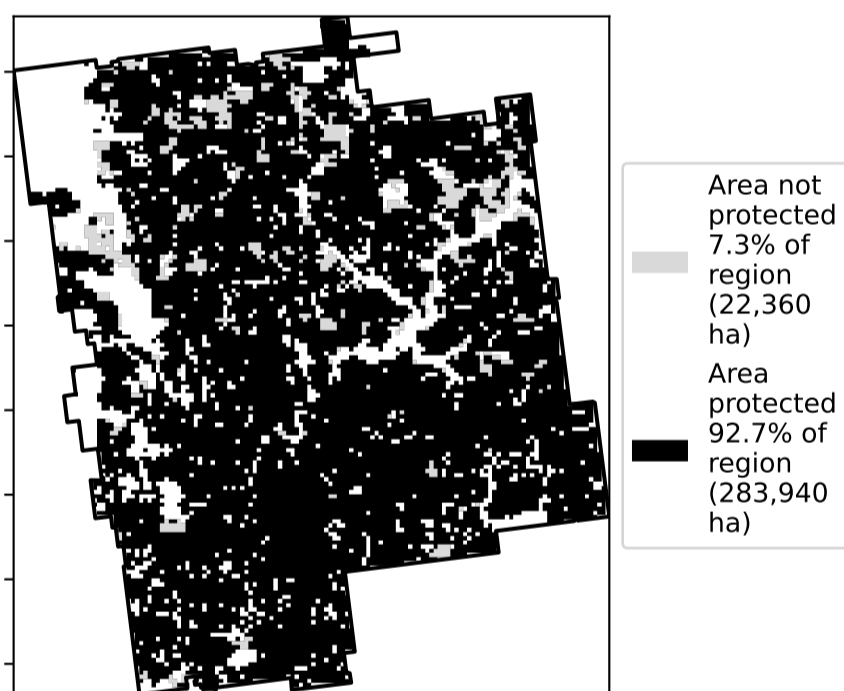 Area not
protected
7.3% of
region
(22,360
ha)
Area
protected
92.7% of
region
(283,940
ha)